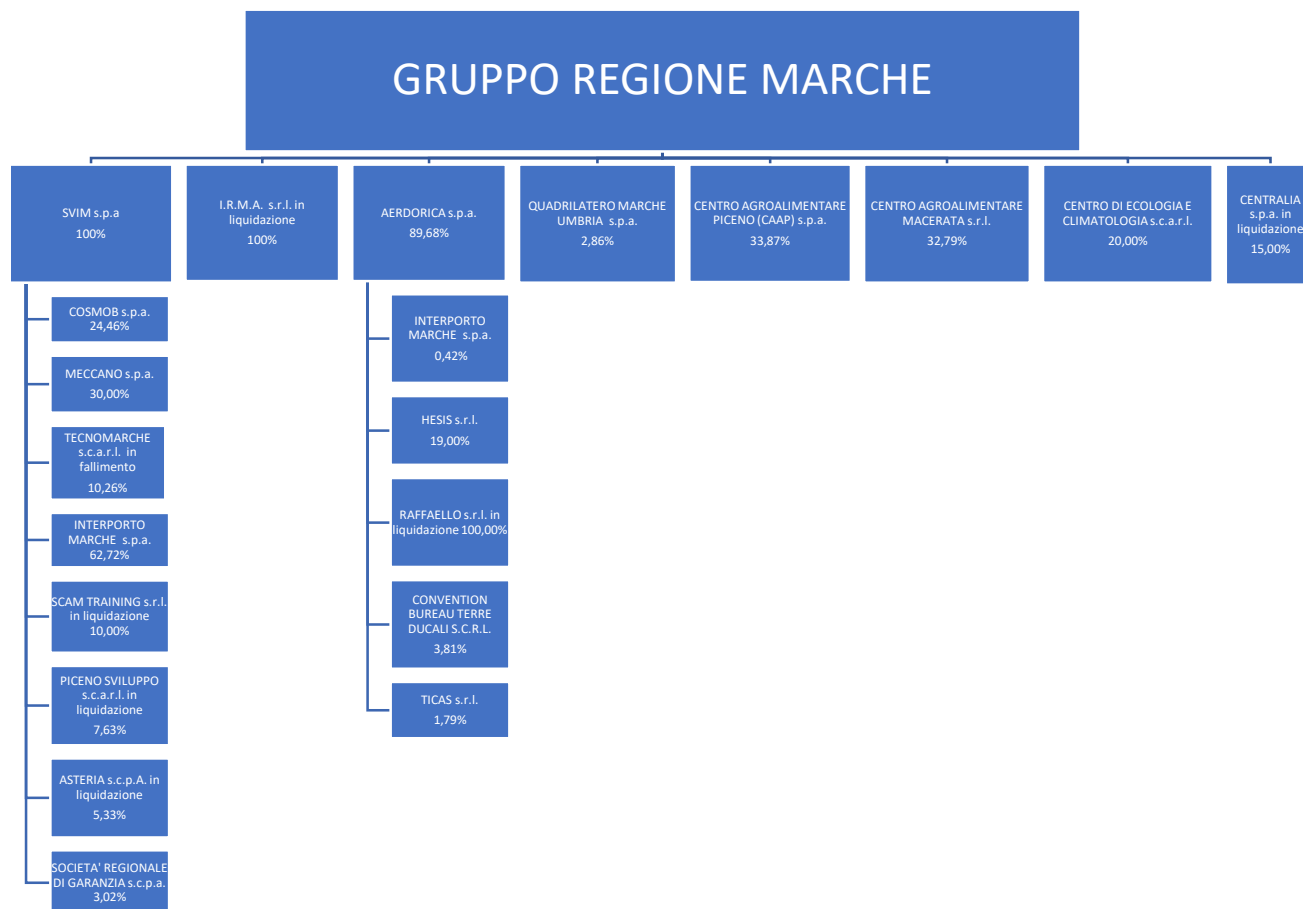 GRUPPO REGIONE MARCHE
SVIM s.p.a
100%
I.R.M.A. s.r.l. in
liquidazione
100%
AERDORICA s.p.a.
89,68%
QUADRILATERO MARCHE
UMBRIA s.p.a.
2,86%
CENTRO AGROALIMENTARE
PICENO (CAAP) s.p.a.
33,87%
CENTRO AGROALIMENTARE
MACERATA s.r.l.
32,79%
CENTRO DI ECOLOGIA E
CLIMATOLOGIA s.c.a.r.l.
20,00%
CENTRALIA
s.p.a. in
liquidazione
15,00%
COSMOB s.p.a.
24,46%
MECCANO s.p.a.
30,00%
TECNOMARCHE
s.c.a.r.l. in
fallimento
10,26%
INTERPORTO
MARCHE s.p.a.
62,72%
SCAM TRAINING s.r.l.
in liquidazione
10,00%
PICENO SVILUPPO
s.c.a.r.l. in
liquidazione
7,63%
ASTERIA s.c.p.A. in
liquidazione
5,33%
SOCIETA' REGIONALE
DI GARANZIA s.c.p.a.
3,02%
INTERPORTO
MARCHE s.p.a.
0,42%
HESIS s.r.l.
19,00%
RAFFAELLO s.r.l. in
liquidazione 100,00%
CONVENTION
BUREAU TERRE
DUCALI S.C.R.L.
3,81%
TICAS s.r.l.
1,79%